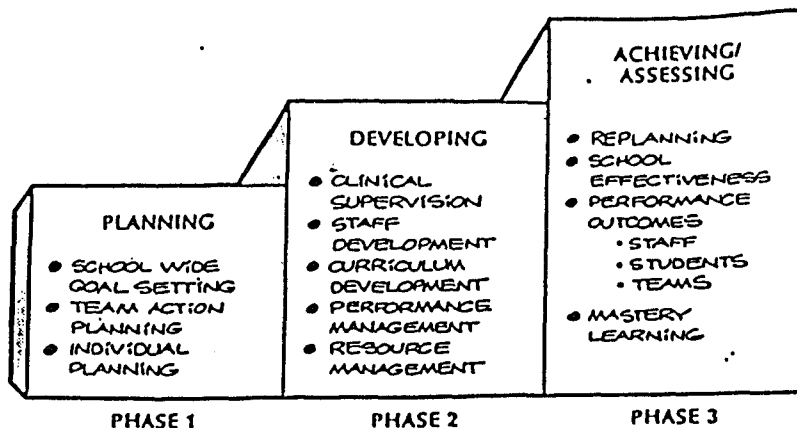 PLANNING
• SCHOOL WIDE
GOAL SETTING
• TEAM ACTION
PLANNING
• INDIVIDUAL
PLANNING
PHASE 1
DEVELOPING
• CLINICAL
SUPERVISION
• STAFF
DEVELOPMENT
• CURRICULUM
DEVELOPMENT
• PERFORMANCE
MANAGEMENT
• RESOURCE
MANAGEMENT
PHASE 2
ACHIEVING/
ASSESSING
• REPLANNING
• SCHOOL
EFFECTIVENESS
• PERFORMANCE
OUTCOMES
• STAFF
• STUDENTS
• TEAMS
• MASTERY
LEARNING
PHASE 3